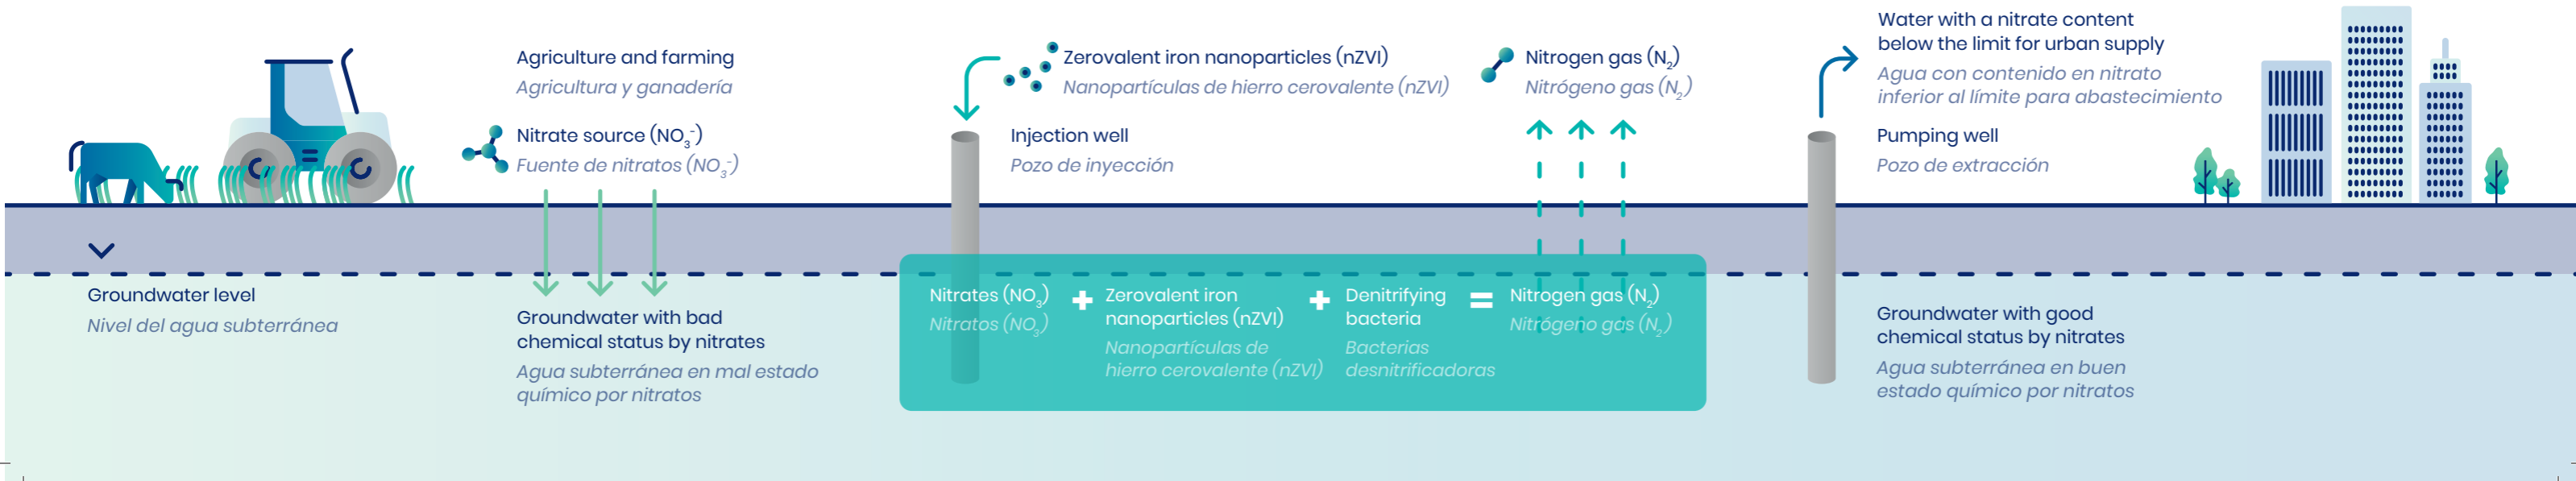 Agriculture and farming
Agricultura y ganadería
Nitrate source (NO₃⁻)
Fuente de nitratos (NO₃⁻)
Groundwater level
Nivel del agua subterránea
Groundwater with bad
chemical status by nitrates
Agua subterránea en mal estado
químico por nitratos
Zerovalent iron nanoparticles (nZVI)
Nanopartículas de hierro cerovalente (nZVI)
Injection well
Pozo de inyección
Nitrogen gas (N₂)
Nitrógeno gas (N₂)
Nitrates (NO₃)
Nitratos (NO₃)
+
Zerovalent iron
nanoparticles (nZVI)
Nanopartículas de
hierro cerovalente (nZVI)
+
Denitrifying
bacteria
Bacterias
desnitrificadoras
=
Nitrogen gas (N₂)
Nitrógeno gas (N₂)
Water with a nitrate content
below the limit for urban supply
Agua con contenido en nitrato
inferior al límite para abastecimiento
Pumping well
Pozo de extracción
Groundwater with good
chemical status by nitrates
Agua subterránea en buen
estado químico por nitratos